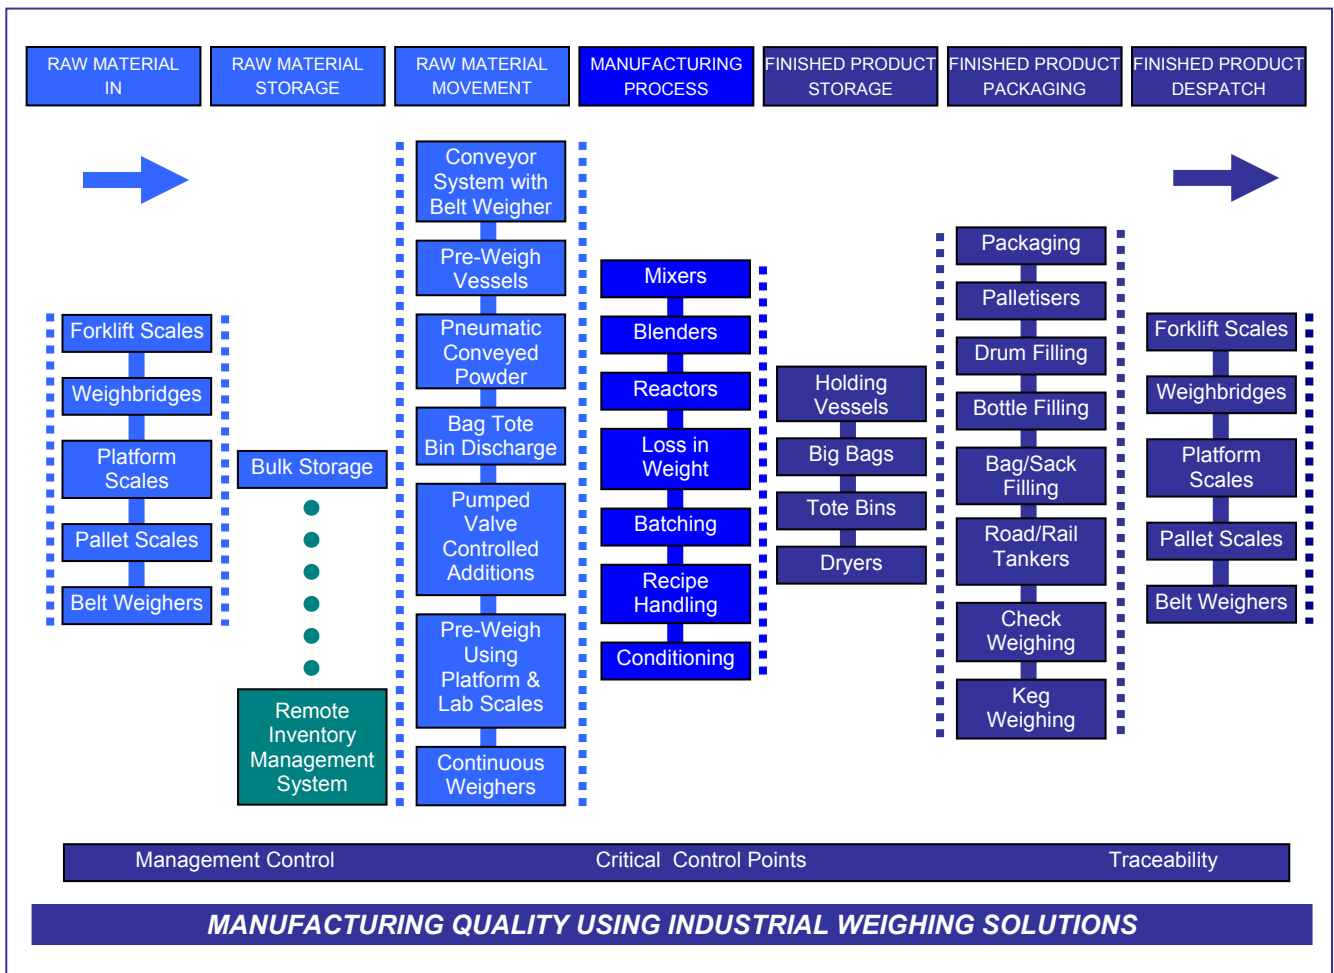 RAW MATERIAL
IN
RAW MATERIAL
STORAGE
RAW MATERIAL
MOVEMENT
MANUFACTURING
PROCESS
FINISHED PRODUCT
STORAGE
FINISHED PRODUCT
PACKAGING
FINISHED PRODUCT
DESPATCH
Forklift Scales
Weighbridges
Platform
Scales
Pallet Scales
Belt Weighers
Bulk Storage
Remote
Inventory
Management
System
Conveyor
System with
Belt Weigher
Pre-Weigh
Vessels
Pneumatic
Conveyed
Powder
Bag Tote
Bin Discharge
Pumped
Valve
Controlled
Additions
Pre-Weigh
Using
Platform &
Lab Scales
Continuous
Weighers
Mixers
Blenders
Reactors
Loss in
Weight
Batching
Recipe
Handling
Conditioning
Holding
Vessels
Big Bags
Tote Bins
Dryers
Packaging
Palletisers
Drum Filling
Bottle Filling
Bag/Sack
Filling
Road/Rail
Tankers
Check
Weighing
Keg
Weighing
Forklift Scales
Weighbridges
Platform
Scales
Pallet Scales
Belt Weighers
Management Control Critical Control Points Traceability
MANUFACTURING QUALITY USING INDUSTRIAL WEIGHING SOLUTIONS